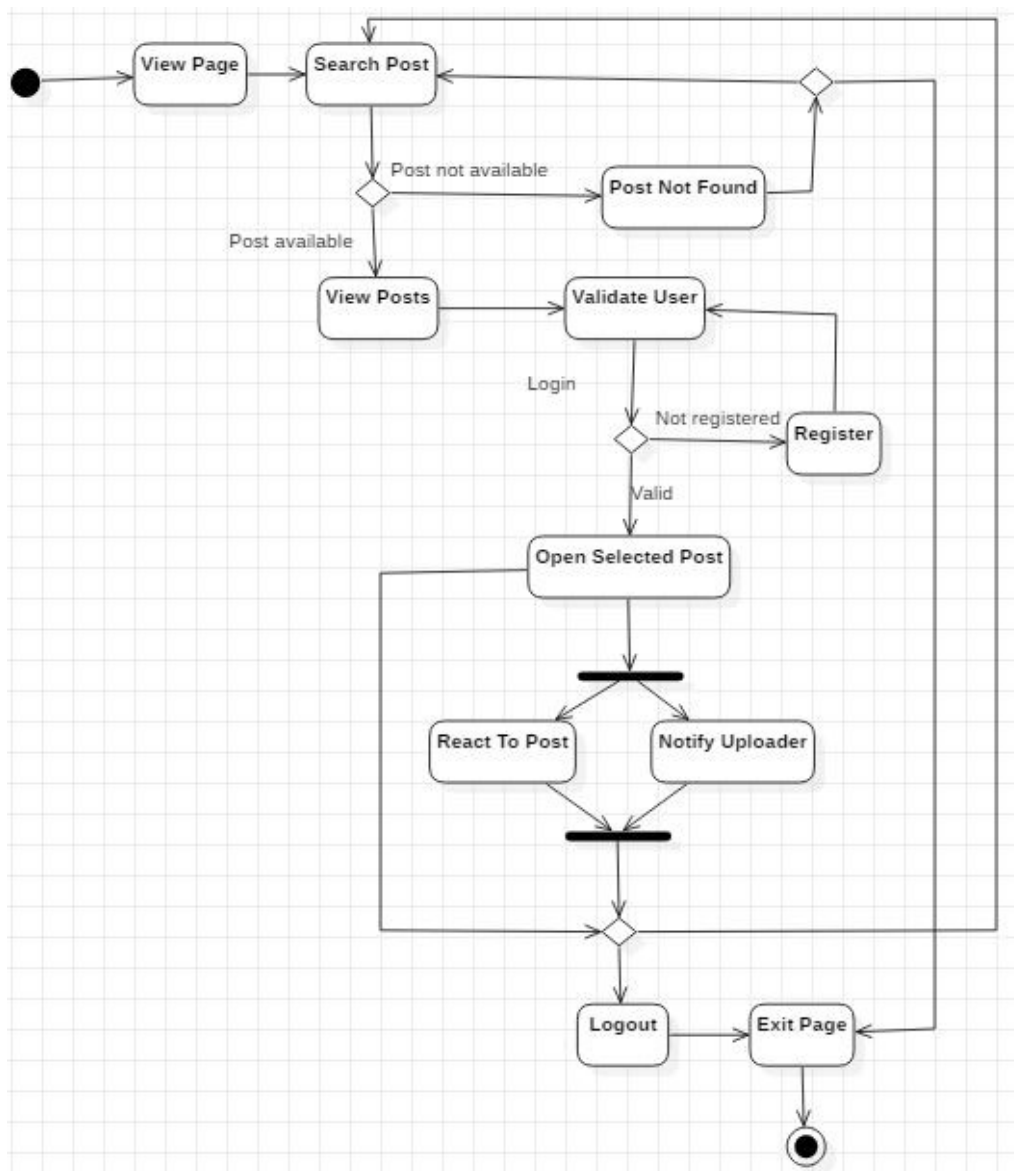 View Page
Search Post
Post not available
Post Not Found
Post available
View Posts
Validate User
Login
Not registered
Register
Valid
Open Selected Post
React To Post
Notify Uploader
Logout
Exit Page